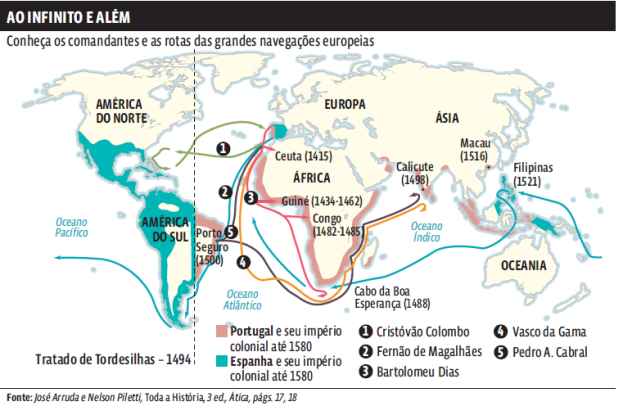 AO INFINITO E ALÉM
Conheça os comandantes e as rotas das grandes navegações europeias
AMÉRICA
DO NORTE
EUROPA
ÁSIA
1
Ceuta (1415)
Macau
(1516)
Calicute
(1498)
Filipinas
(1521)
2
ÁFRICA
3
Guiné (1434-1462)
Congo
(1482-1485)
Oceano
Pacífico
AMÉRICA
DO SUL
Porto
Seguro
(1500)
5
4
Oceano
Índico
OCEANIA
Oceano
Atlântico
Cabo da Boa
Esperança (1488)
Portugal e seu império
colonial até 1580
Espanha e seu império
colonial até 1580
Tratado de Tordesilhas – 1494
1 Cristóvão Colombo
2 Fernão de Magalhães
3 Bartolomeu Dias
4 Vasco da Gama
5 Pedro A. Cabral
Fonte: José Arruda e Nelson Piletti, Toda a História, 3 ed., Ática, págs. 17, 18